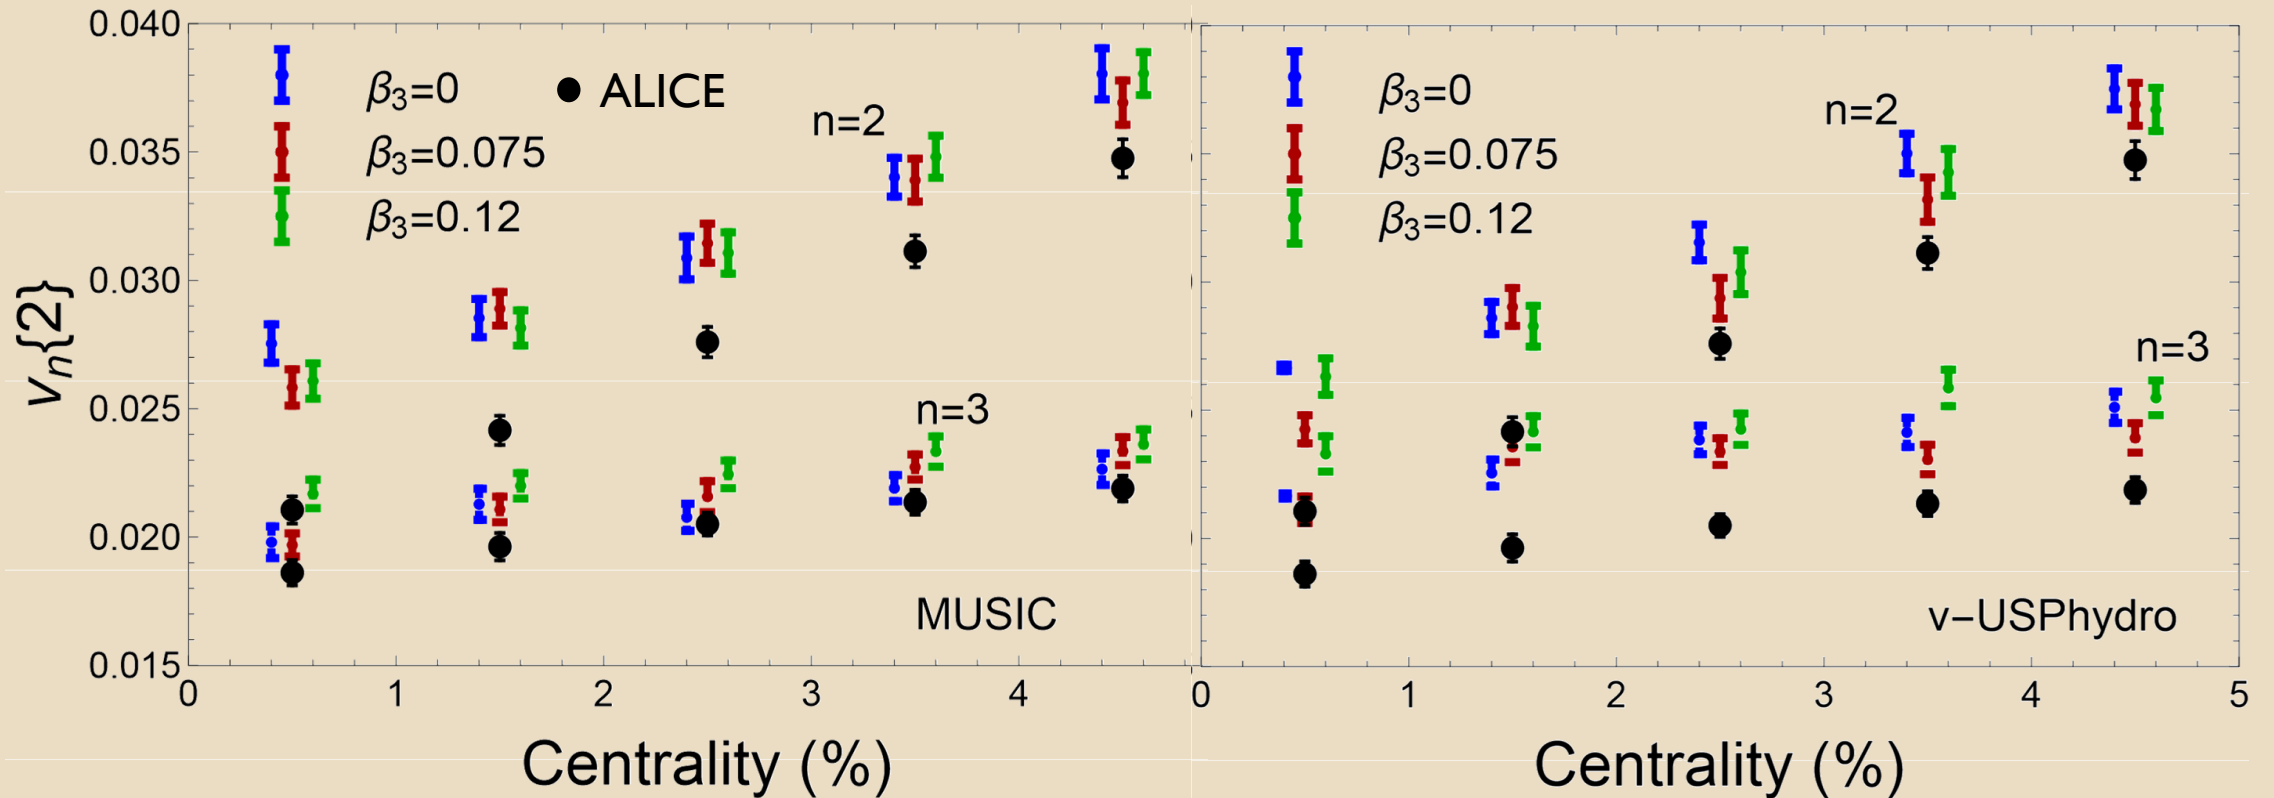 0.040
0.035
0.030
0.025
0.020
0.015
vn{2}
β3=0
ALICE
β3=0.075
β3=0.12
n=2
n=3
MUSIC
0 1 2 3 4
Centrality (%)
β3=0
β3=0.075
β3=0.12
n=2
n=3
v−USPhydro
0 1 2 3 4 5
Centrality (%)